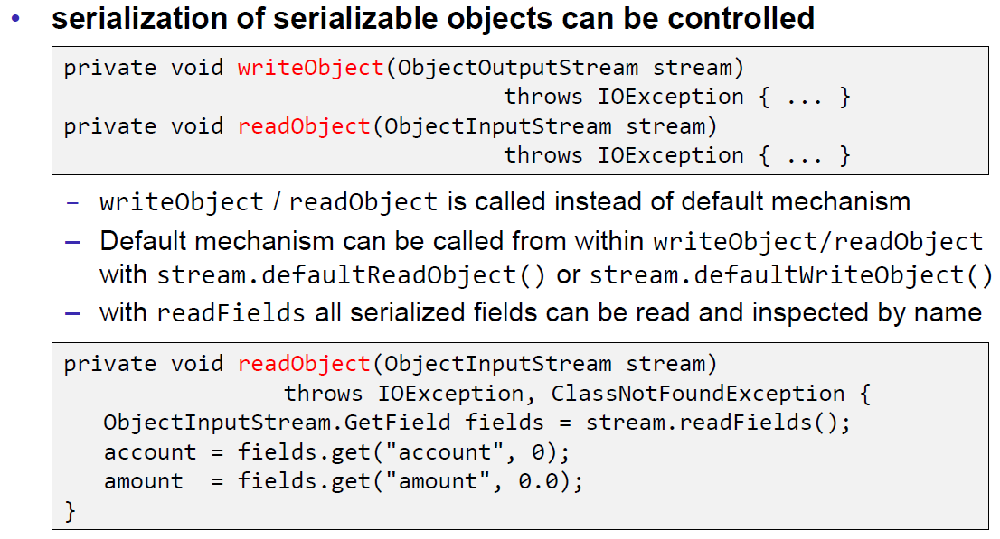 • serialization of serializable objects can be controlled
private void writeObject(ObjectOutputStream stream)
throws IOException { ... }
private void readObject(ObjectInputStream stream)
throws IOException { ... }
– writeObject / readObject is called instead of default mechanism
– Default mechanism can be called from within writeObject/readObject
with stream.defaultReadObject() or stream.defaultWriteObject()
– with readFields all serialized fields can be read and inspected by name
private void readObject(ObjectInputStream stream)
throws IOException, ClassNotFoundException {
ObjectInputStream.GetField fields = stream.readFields();
account = fields.get("account", 0);
amount  = fields.get("amount", 0.0);
}